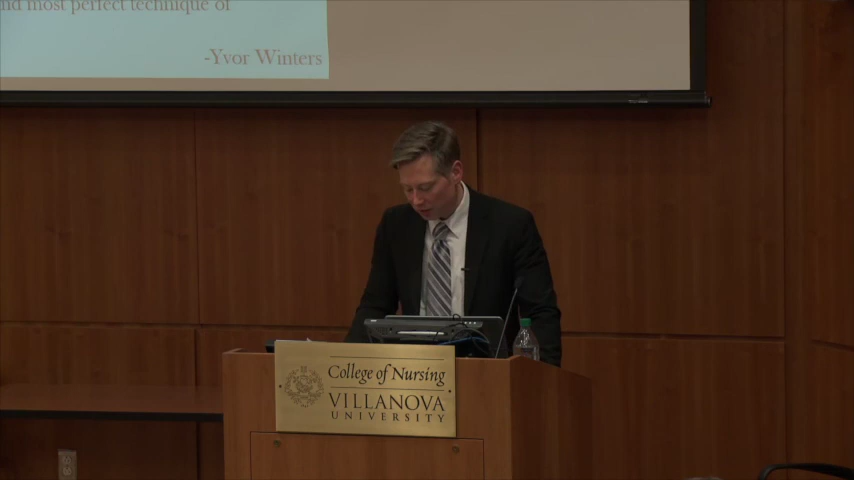 nd most perfect technique of
-Yvor Winters
College of Nursing
VILLANOVA
UNIVERSITY